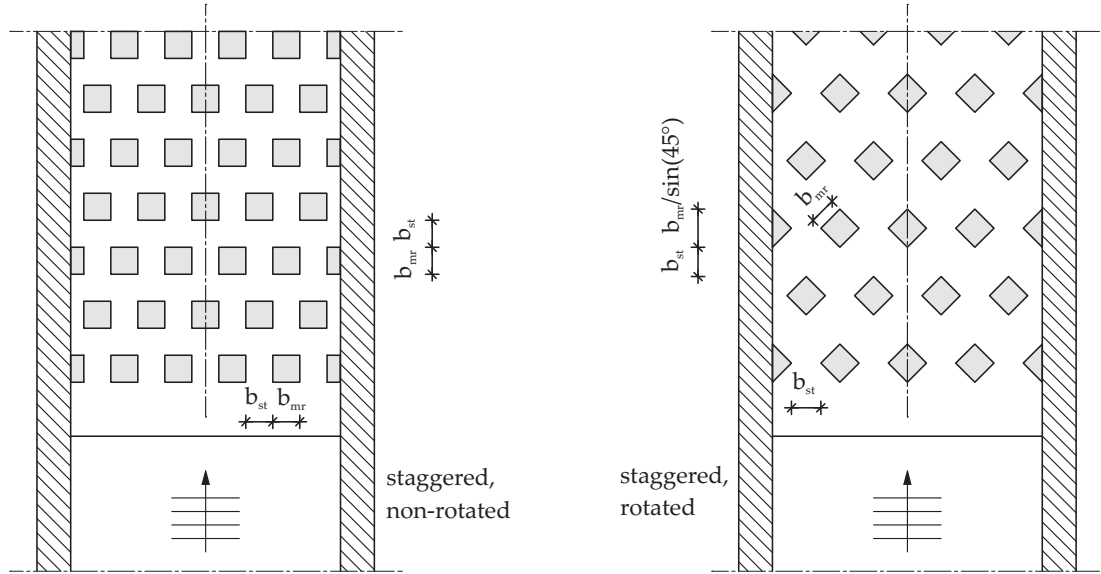 b_st
b_mr
b_st b_mr
staggered,
non-rotated
b_mr/sin(45°)
b_st
b_mr
b_st
staggered,
rotated